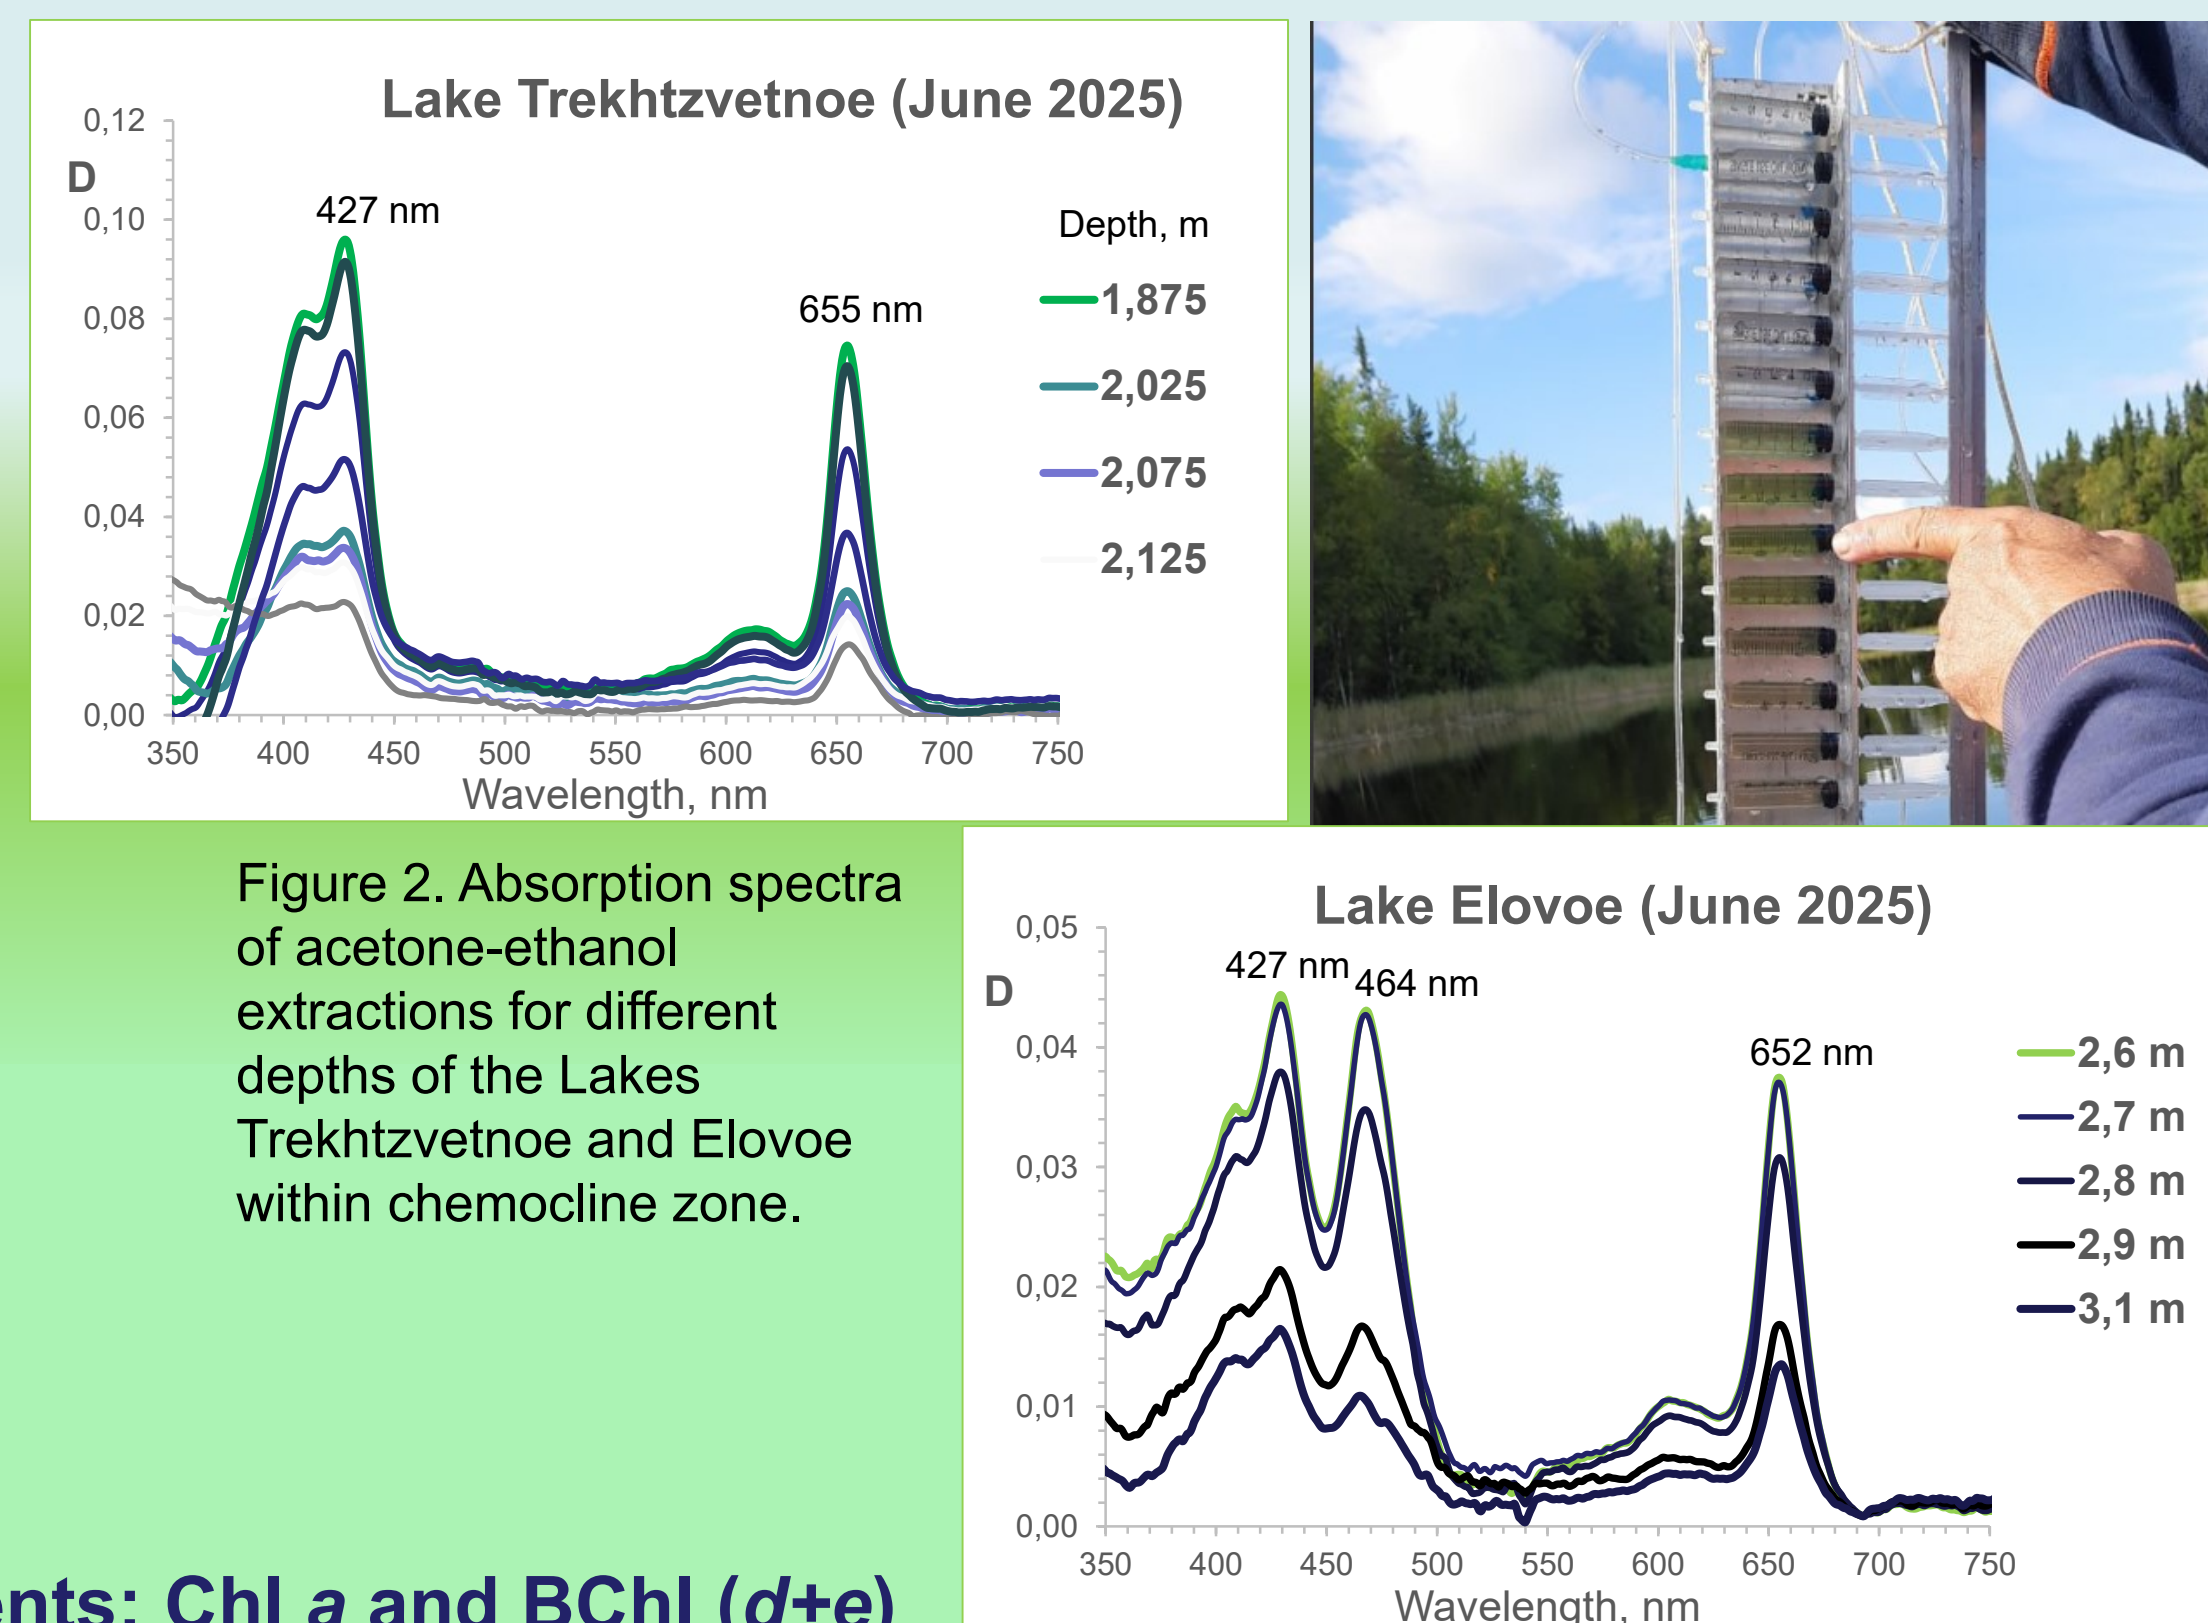 Lake Trekhtzvetnoe (June 2025)
0,12
D
0,10
0,08
0,06
0,04
0,02
0,00
427 nm
655 nm
Depth, m
1,875
2,025
2,075
2,125
350 400 450 500 550 600 650 700 750
Wavelength, nm
Figure 2. Absorption spectra
of acetone-ethanol
extractions for different
depths of the Lakes
Trekhtzvetnoe and Elovoe
within chemocline zone.
Lake Elovoe (June 2025)
0,05
D
0,04
0,03
0,02
0,01
0,00
427 nm
464 nm
652 nm
2,6 m
2,7 m
2,8 m
2,9 m
3,1 m
350 400 450 500 550 600 650 700 750
Wavelength, nm
ents: Chl a and BChl (d+e)